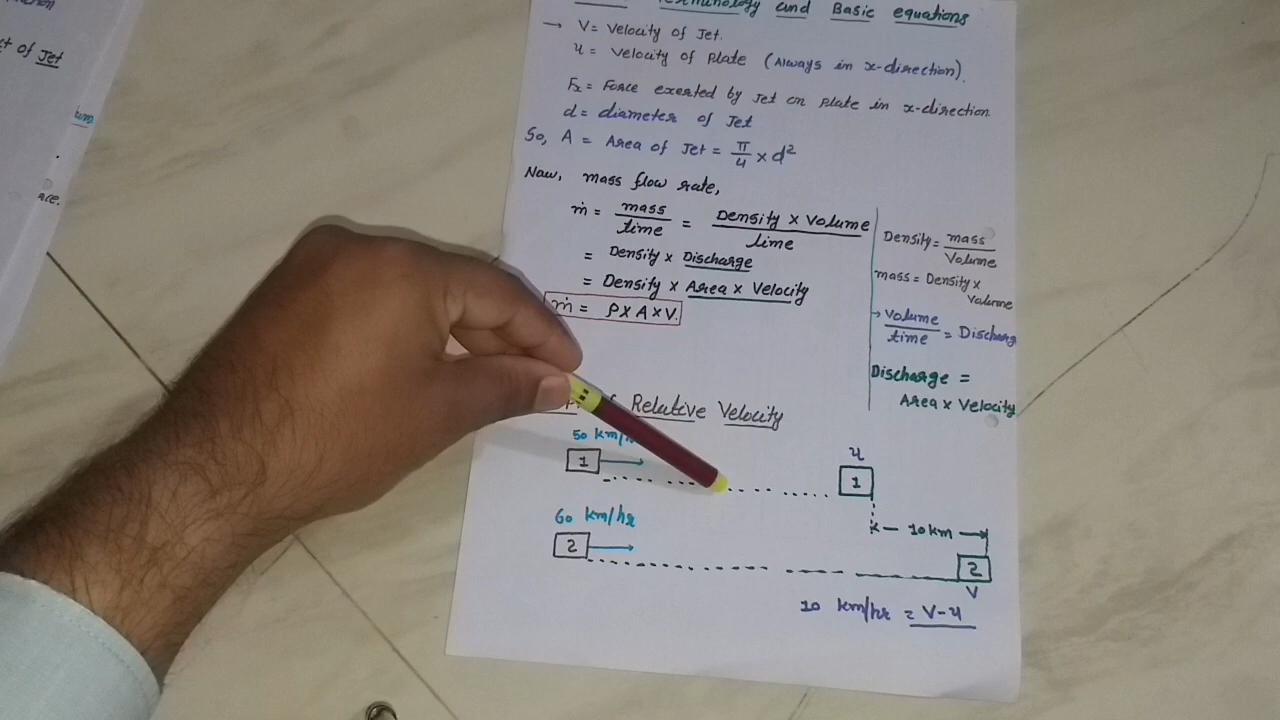 ct of Jet
ace.
Terminology and Basic equations
→ V = Velocity of Jet.
u = Velocity of Plate (Always in x-direction).
Fx = Force exerted by Jet on plate in x-direction
d = diameter of Jet
So, A = Area of Jet = π/4 × d²
Now, mass flow rate,
ṁ = mass/time = Density × Volume/time
= Density × Discharge
= Density × Area × Velocity
ṁ = ρ × A × V.
Density = mass/Volume
mass = Density × Volume
→ Volume/time = Discharg
Discharge =
Area × Velocity
Relative Velocity
50 km/h
1
u
1
10 km
60 km/hr
2
2
V
10 km/hr = V-u